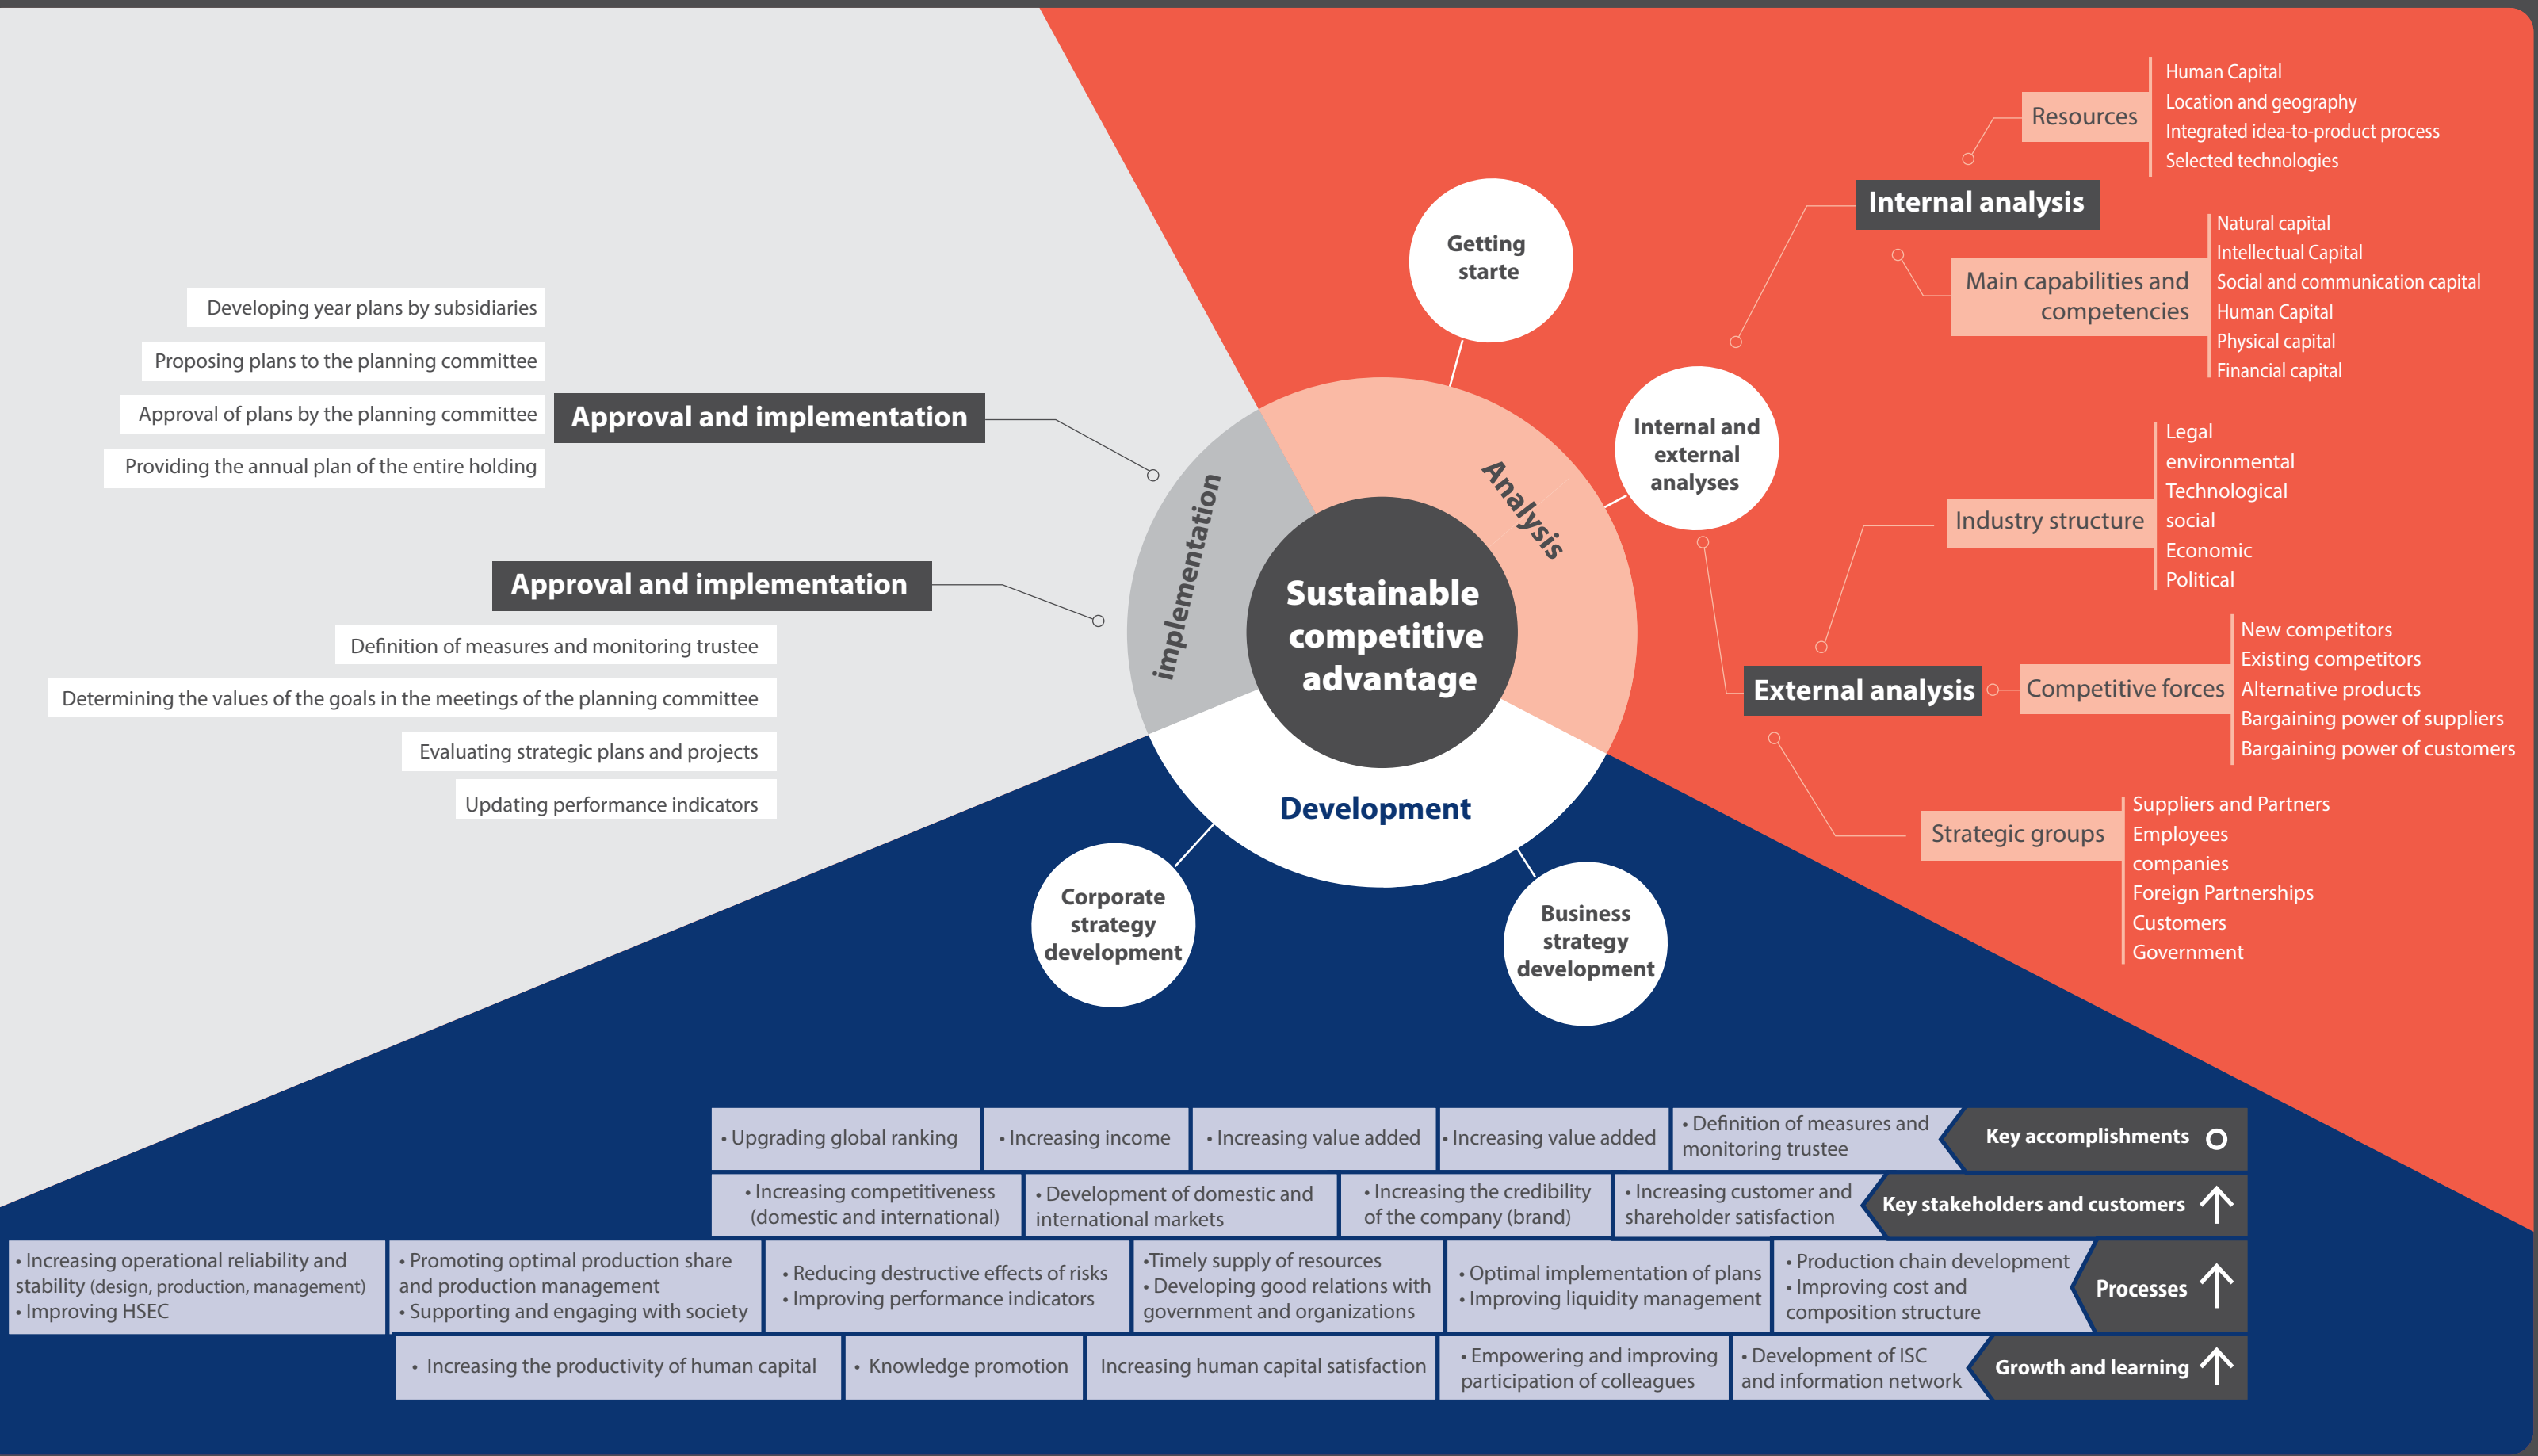 Developing year plans by subsidiaries
Proposing plans to the planning committee
Approval of plans by the planning committee
Providing the annual plan of the entire holding
Approval and implementation
Approval and implementation
Definition of measures and monitoring trustee
Determining the values of the goals in the meetings of the planning committee
Evaluating strategic plans and projects
Updating performance indicators
implementation
Analysis
Development
Sustainable
competitive
advantage
Getting
starte
Internal and
external
analyses
Internal analysis
Resources
Human Capital
Location and geography
Integrated idea-to-product process
Selected technologies
Main capabilities and
competencies
Natural capital
Intellectual Capital
Social and communication capital
Human Capital
Physical capital
Financial capital
External analysis
Industry structure
Legal
environmental
Technological
social
Economic
Political
Competitive forces
New competitors
Existing competitors
Alternative products
Bargaining power of suppliers
Bargaining power of customers
Strategic groups
Suppliers and Partners
Employees
companies
Foreign Partnerships
Customers
Government
Corporate
strategy
development
Business
strategy
development
• Upgrading global ranking
• Increasing income
• Increasing value added
• Increasing value added
• Definition of measures and
monitoring trustee
Key accomplishments
• Increasing competitiveness
(domestic and international)
• Development of domestic and
international markets
• Increasing the credibility
of the company (brand)
• Increasing customer and
shareholder satisfaction
Key stakeholders and customers
• Increasing operational reliability and
stability (design, production, management)
• Improving HSEC
• Promoting optimal production share
and production management
• Supporting and engaging with society
• Reducing destructive effects of risks
• Improving performance indicators
•Timely supply of resources
• Developing good relations with
government and organizations
• Optimal implementation of plans
• Improving liquidity management
• Production chain development
• Improving cost and
composition structure
Processes
• Increasing the productivity of human capital
• Knowledge promotion
Increasing human capital satisfaction
• Empowering and improving
participation of colleagues
• Development of ISC
and information network
Growth and learning